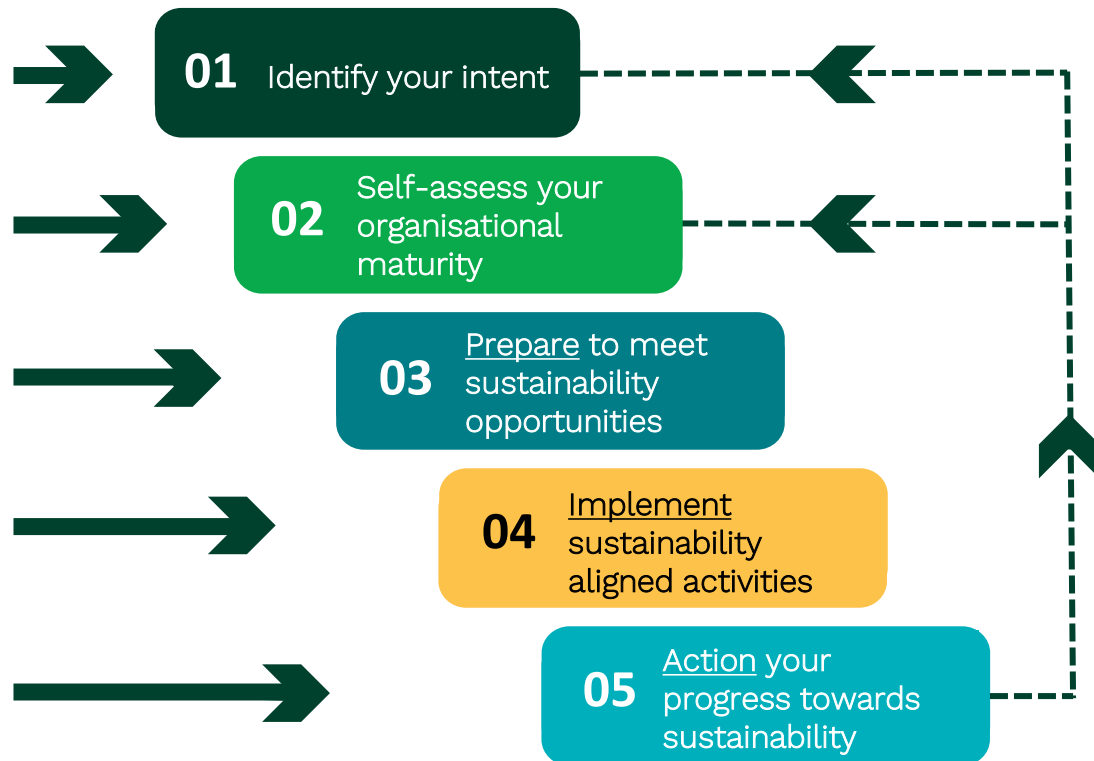 01 Identify your intent
02 Self-assess your
organisational
maturity
03 Prepare to meet
sustainability
opportunities
04 Implement
sustainability
aligned activities
05 Action your
progress towards
sustainability